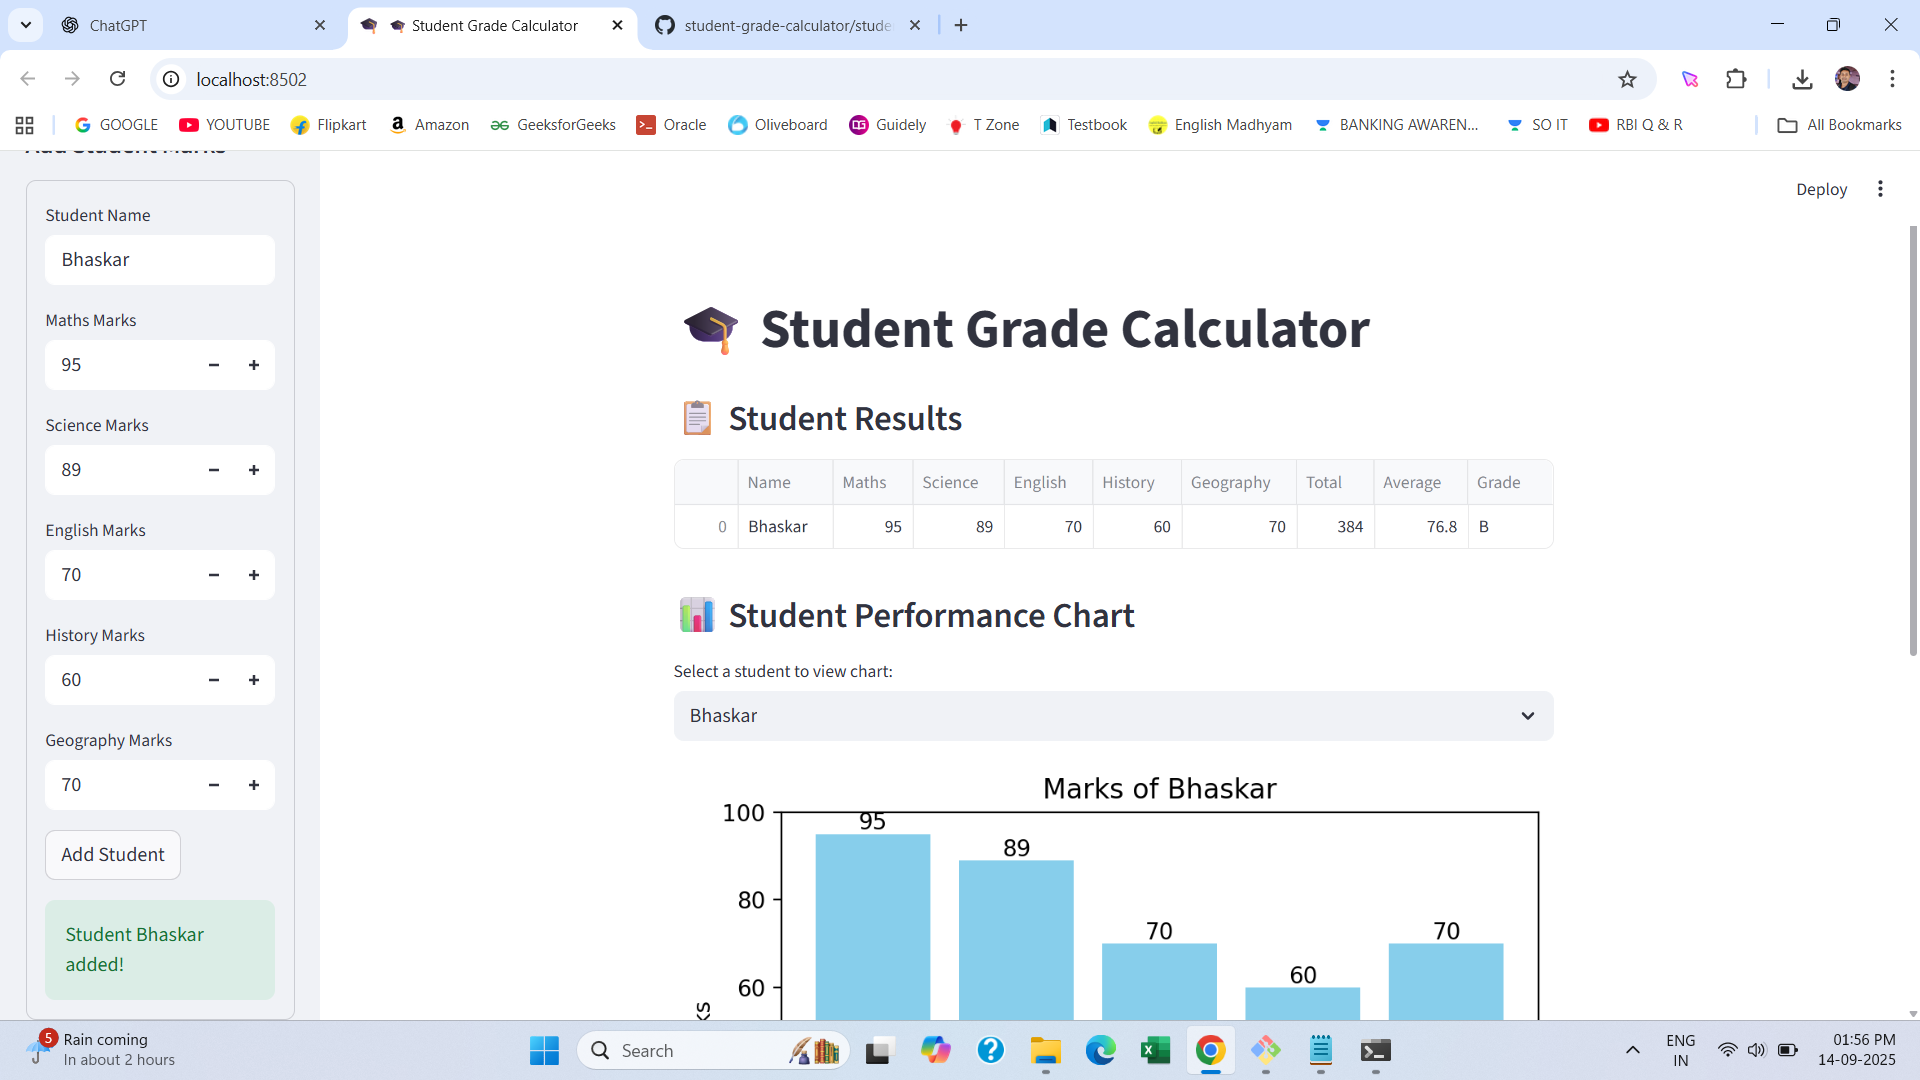 ChatGPT
Student Grade Calculator
student-grade-calculator/stude
localhost:8502
GOOGLE
YOUTUBE
Flipkart
Amazon
GeeksforGeeks
Oracle
Oliveboard
Guidely
T Zone
Testbook
English Madhyam
BANKING AWAREN...
SO IT
RBI Q & R
All Bookmarks
Add Student Marks
Student Name
Bhaskar
Maths Marks
95
Science Marks
89
English Marks
70
History Marks
60
Geography Marks
70
Add Student
Student Bhaskar
added!
Deploy
Student Grade Calculator
Student Results
Name Maths Science English History Geography Total Average Grade
0 Bhaskar 95 89 70 60 70 384 76.8 B
Student Performance Chart
Select a student to view chart:
Bhaskar
Marks of Bhaskar
100
95
89
80
70
70
60
60
5
Rain coming
In about 2 hours
Search
ENG
IN
01:56 PM
14-09-2025